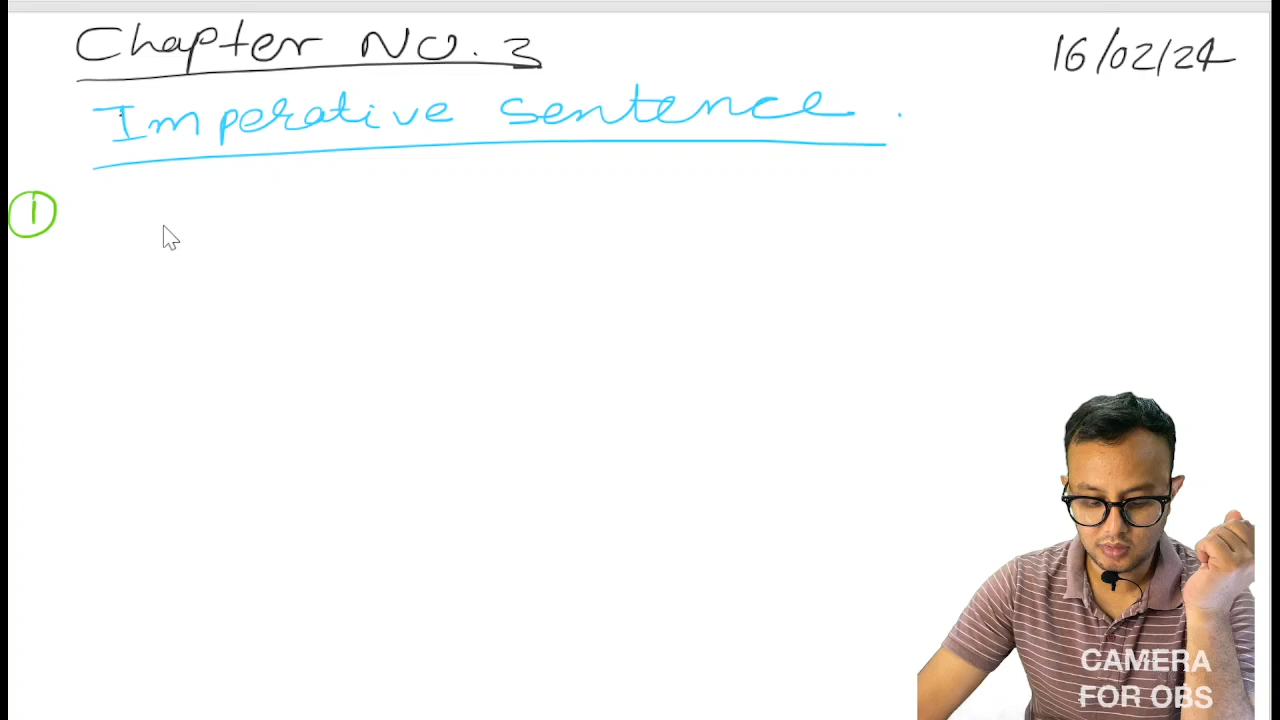 Chapter NO. 3
16/02/24
Imperative sentence.
1
CAMERA
FOR OBS